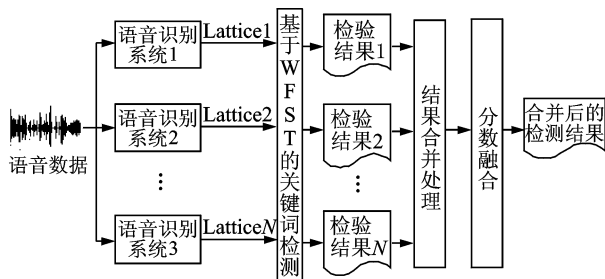 语音数据
语音识别
系统1
Lattice1
语音识别
系统2
Lattice2
⋮
语音识别
系统3
LatticeN
基于WFST的关键词检测
检验
结果1
检验
结果2
⋮
检验
结果N
结果合并处理
分数融合
合并后的
检测结果